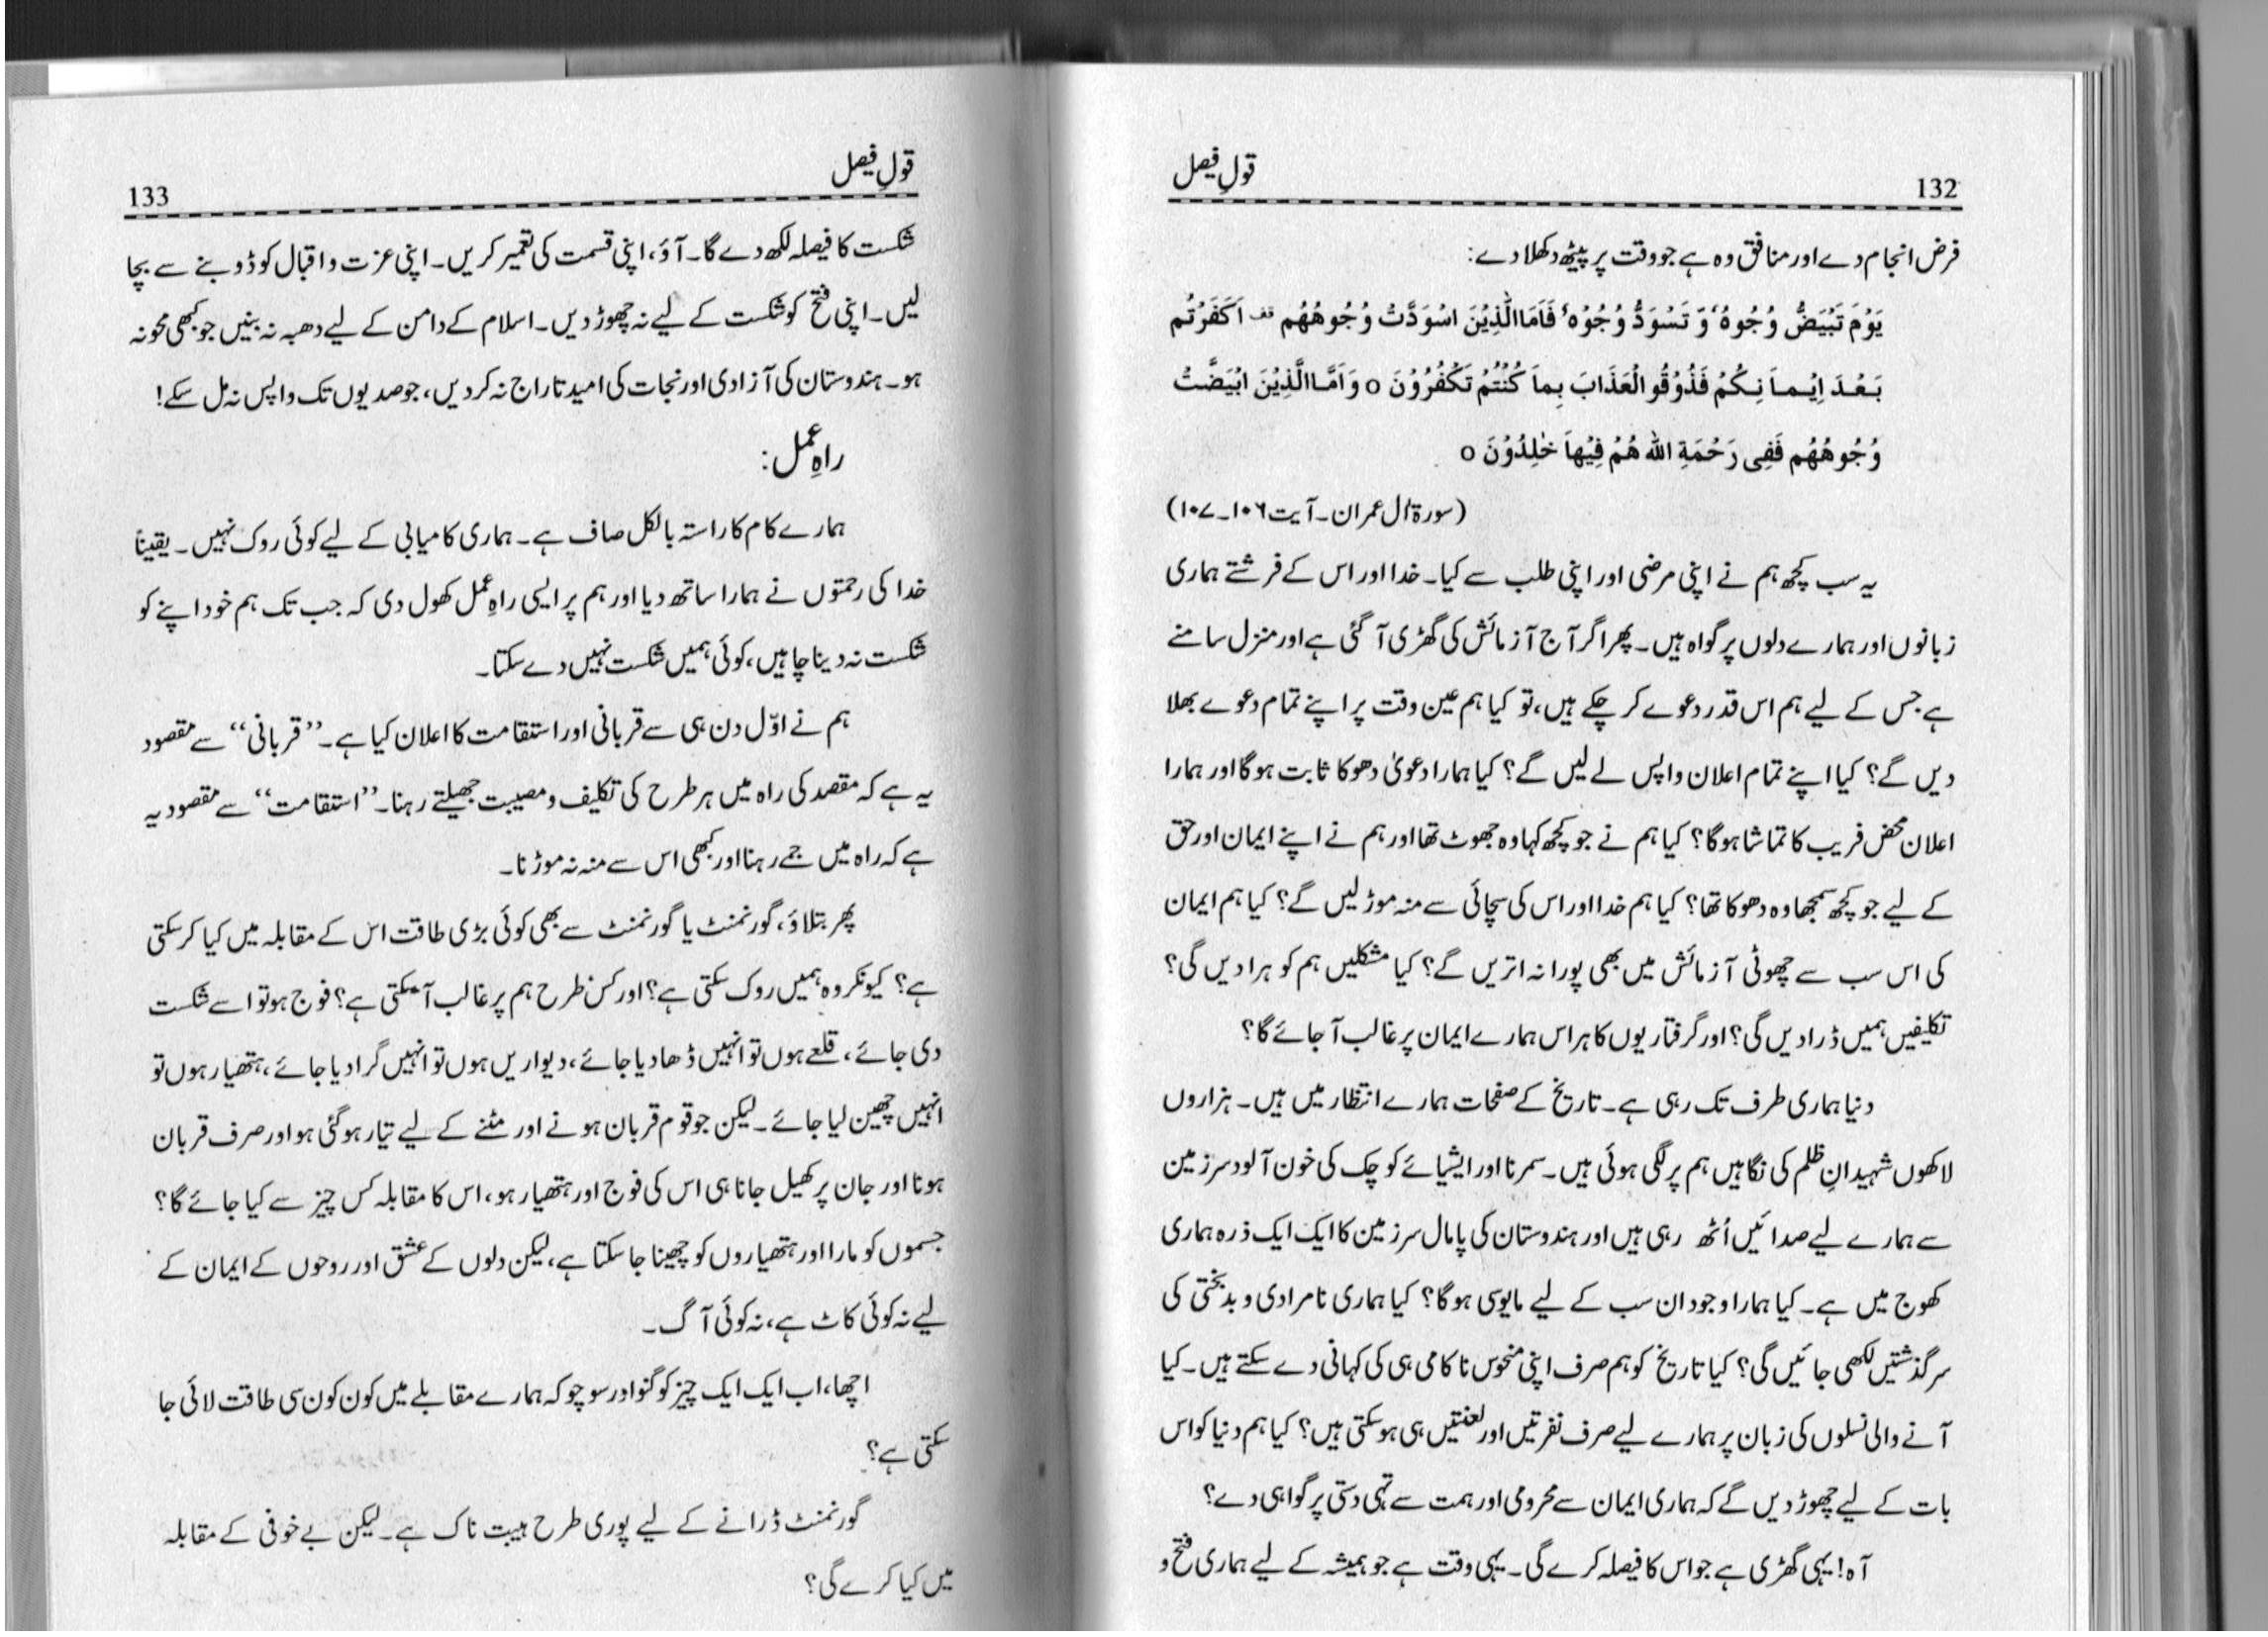 قولِ فیصل
132
فرض انجام دے اور منافق وہ ہے جو وقت پر پیٹھ دکھلا دے:
یَوْمَ تَبْیَضُّ وُجُوہٌ وَّ تَسْوَدُّ وُجُوْہٌ فَاَمَا الَّذِیْنَ اسْوَدَّتْ وُجُوهُهُم قف اَکَفَرْتُم
بَعْدَ اِیْماَنِکُمْ فَذُوْقُوالْعَذَابَ بِماَ کُنْتُمْ تَکْفُرُوْنَ o وَاَمَّاالَّذِیْنَ ابْیَضَّتْ
وُجُوهُهُم فَفِی رَحْمَةِ اللّٰه هُمْ فِیْهاَ خٰلِدُوْنَ o
(سورۃ اٰل عمران۔ آیت ۱۰۶۔۱۰۷)
یہ سب کچھ ہم نے اپنی مرضی اور اپنی طلب سے کیا۔ خدا اور اس کے فرشتے ہماری
زبانوں اور ہمارے دلوں پر گواہ ہیں۔ پھر اگر آج آزمائش کی گھڑی آ گئی ہے اور منزل سامنے
ہے جس کے لیے ہم اس قدر دعوے کر چکے ہیں، تو کیا ہم عین وقت پر اپنے تمام دعوے بھلا
دیں گے؟ کیا اپنے تمام اعلان واپس لے لیں گے؟ کیا ہمارا دعویٰ دھوکا ثابت ہوگا اور ہمارا
اعلان محض فریب کا تماشا ہوگا؟ کیا ہم نے جو کچھ کہا وہ جھوٹ تھا اور ہم نے اپنے ایمان اور حق
کے لیے جو کچھ سمجھا وہ دھوکا تھا؟ کیا ہم خدا اور اس کی سچائی سے منہ موڑ لیں گے؟ کیا ہم ایمان
کی اس سب سے چھوٹی آزمائش میں بھی پورا نہ اتریں گے؟ کیا مشکلیں ہم کو ہرا دیں گی؟
تکلیفیں ہمیں ڈرا دیں گی؟ اور گرفتاریوں کا ہراس ہمارے ایمان پر غالب آ جائے گا؟
دنیا ہماری طرف تک رہی ہے۔ تاریخ کے صفحات ہمارے انتظار میں ہیں۔ ہزاروں
لاکھوں شہیدانِ ظلم کی نگاہیں ہم پر لگی ہوئی ہیں۔ سمرنا اور ایشیائے کوچک کی خون آلود سرزمین
سے ہمارے لیے صدائیں اُٹھ رہی ہیں اور ہندوستان کی پامال سرزمین کا ایک ایک ذرہ ہماری
کھوج میں ہے۔ کیا ہمارا وجود ان سب کے لیے مایوسی ہوگا؟ کیا ہماری نامرادی و بدبختی کی
سرگذشتیں لکھی جائیں گی؟ کیا تاریخ کو ہم صرف اپنی منحوس ناکامی ہی کی کہانی دے سکتے ہیں۔ کیا
آنے والی نسلوں کی زبان پر ہمارے لیے صرف نفرتیں اور لعنتیں ہی ہوسکتی ہیں؟ کیا ہم دنیا کو اس
بات کے لیے چھوڑ دیں گے کہ ہماری ایمان سے محرومی اور ہمت سے تہی دستی پر گواہی دے؟
آہ! یہی گھڑی ہے جو اس کا فیصلہ کرے گی۔ یہی وقت ہے جو ہمیشہ کے لیے ہماری فتح و
قولِ فیصل
133
شکست کا فیصلہ لکھ دے گا۔ آؤ، اپنی قسمت کی تعمیر کریں۔ اپنی عزت و اقبال کو ڈوبنے سے بچا
لیں۔ اپنی فتح کو شکست کے لیے نہ چھوڑ دیں۔ اسلام کے دامن کے لیے دھبہ نہ بنیں جو کبھی محو نہ
ہو۔ ہندوستان کی آزادی اور نجات کی امید تاراج نہ کر دیں، جو صدیوں تک واپس نہ مل سکے!
راہِ عمل:
ہمارے کام کا راستہ بالکل صاف ہے۔ ہماری کامیابی کے لیے کوئی روک نہیں۔ یقیناً
خدا کی رحمتوں نے ہمارا ساتھ دیا اور ہم پر ایسی راہِ عمل کھول دی کہ جب تک ہم خود اپنے کو
شکست نہ دینا چاہیں، کوئی ہمیں شکست نہیں دے سکتا۔
ہم نے اوّل دن ہی سے قربانی اور استقامت کا اعلان کیا ہے۔ ’’قربانی‘‘ سے مقصود
یہ ہے کہ مقصد کی راہ میں ہر طرح کی تکلیف و مصیبت جھیلتے رہنا۔ ’’استقامت‘‘ سے مقصود یہ
ہے کہ راہ میں جمے رہنا اور کبھی اس سے منہ نہ موڑنا۔
پھر بتلاؤ، گورنمنٹ یا گورنمنٹ سے بھی کوئی بڑی طاقت اس کے مقابلہ میں کیا کرسکتی
ہے؟ کیونکر وہ ہمیں روک سکتی ہے؟ اور کس طرح ہم پر غالب آ سکتی ہے؟ فوج ہو تو اسے شکست
دی جائے، قلعے ہوں تو انہیں ڈھا دیا جائے، دیواریں ہوں تو انہیں گرا دیا جائے، ہتھیار ہوں تو
انہیں چھین لیا جائے۔ لیکن جو قوم قربان ہونے اور مٹنے کے لیے تیار ہوگئی ہو اور صرف قربان
ہونا اور جان پر کھیل جانا ہی اس کی فوج اور ہتھیار ہو، اس کا مقابلہ کس چیز سے کیا جائے گا؟
جسموں کو مارا اور ہتھیاروں کو چھینا جا سکتا ہے، لیکن دلوں کے عشق اور روحوں کے ایمان کے
لیے نہ کوئی کاٹ ہے، نہ کوئی آگ۔
اچھا، اب ایک ایک چیز کو گنو اور سوچو کہ ہمارے مقابلے میں کون کون سی طاقت لائی جا
سکتی ہے؟
گورنمنٹ ڈرانے کے لیے پوری طرح ہیبت ناک ہے۔ لیکن بے خوفی کے مقابلہ
میں کیا کرے گی؟